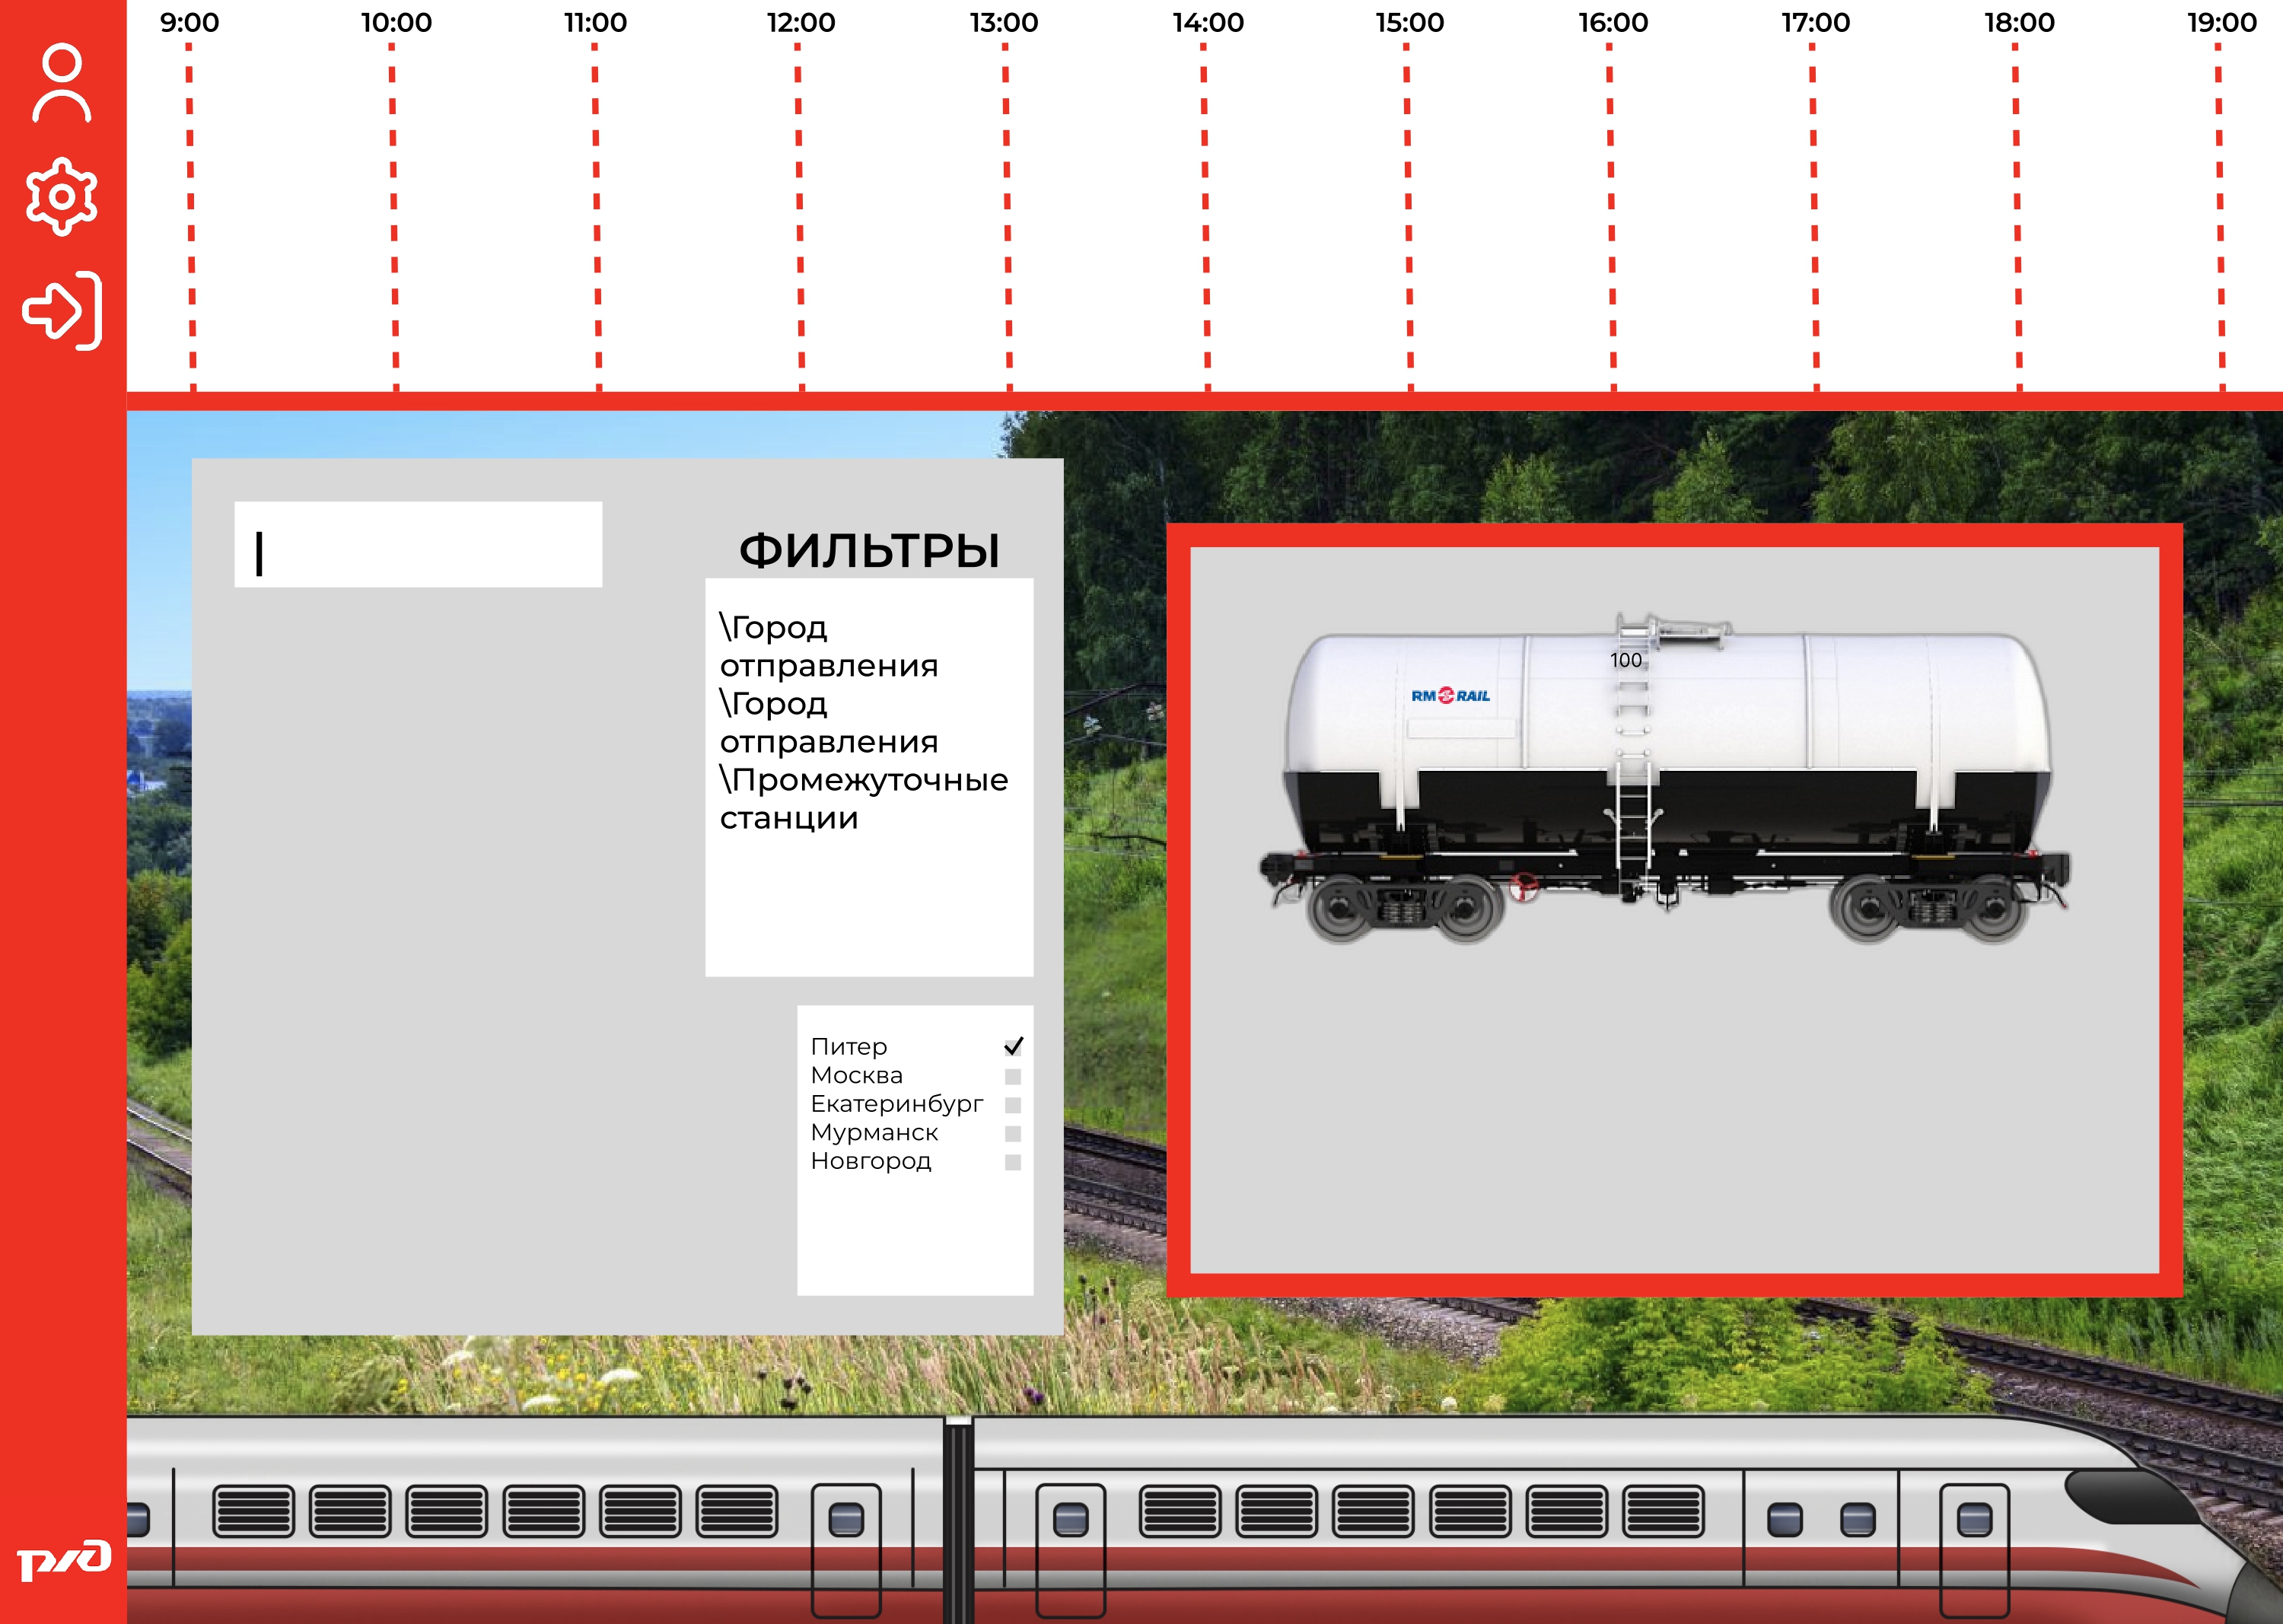 9:00 10:00 11:00 12:00 13:00 14:00 15:00 16:00 17:00 18:00 19:00
ФИЛЬТРЫ
\Город
отправления
\Город
отправления
\Промежуточные
станции
Питер
Москва
Екатеринбург
Мурманск
Новгород
100
RM RAIL
РЖД